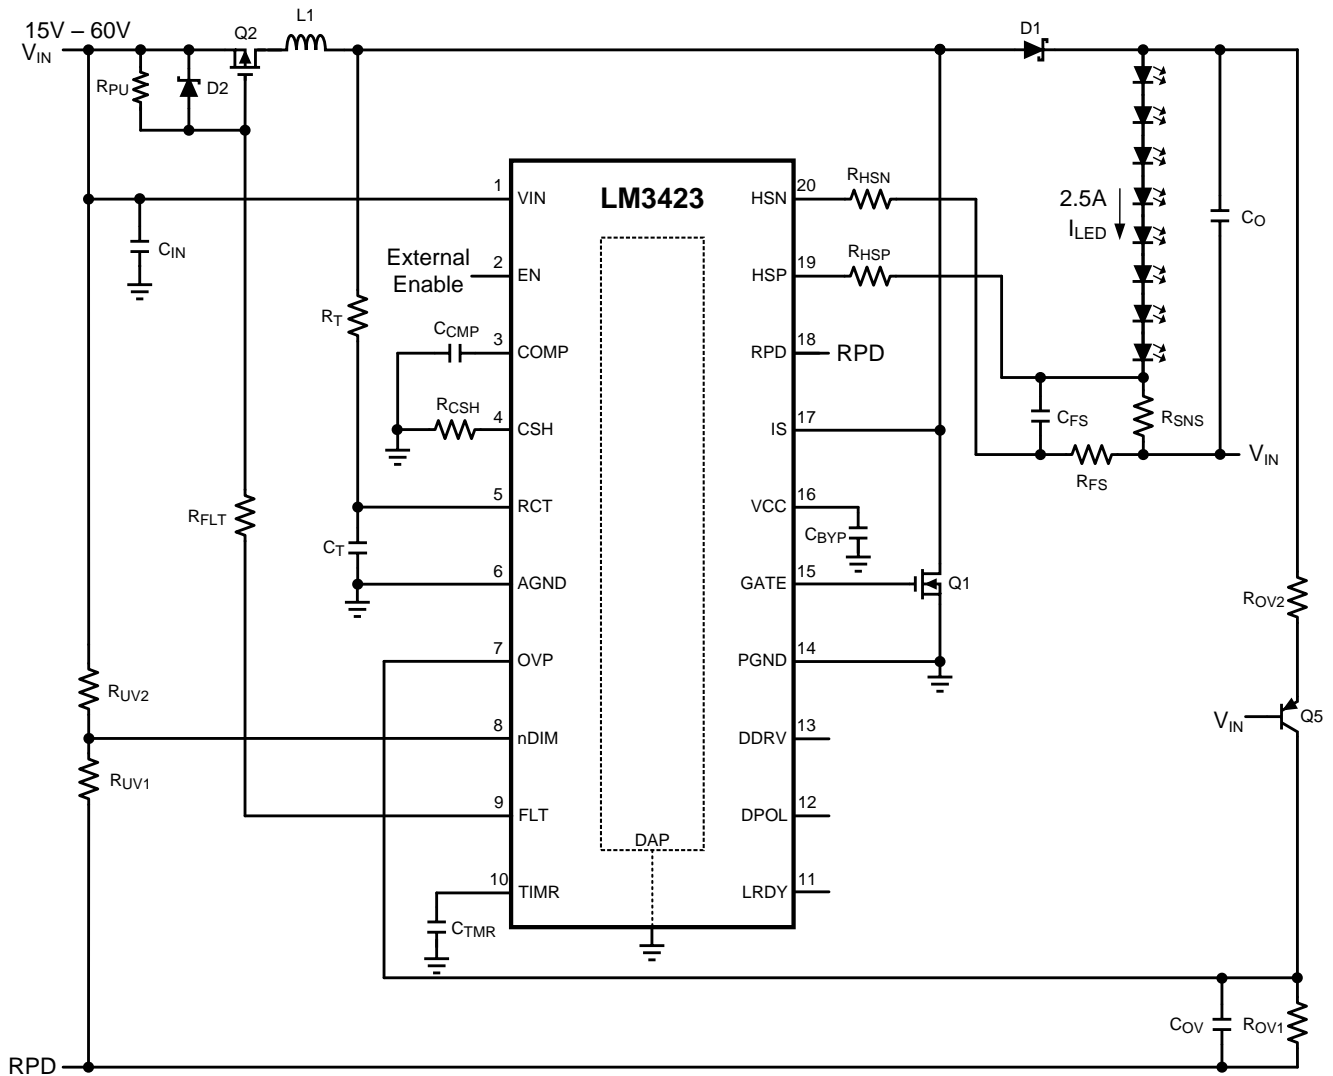 15V – 60V
VIN
Q2
L1
D1
RPU
D2
LM3423
1
VIN
HSN
20
RHSN
2.5A
ILED
CO
CIN
External
Enable
2
EN
HSP
19
RHSP
RT
CCMP
3
COMP
RPD
18
RPD
RCSH
4
CSH
IS
17
CFS
RSNS
VIN
RFS
RFLT
5
RCT
VCC
16
CBYP
CT
6
AGND
GATE
15
Q1
ROV2
7
OVP
PGND
14
RUV2
8
nDIM
DDRV
13
VIN
Q5
RUV1
9
FLT
DPOL
12
DAP
10
TIMR
LRDY
11
CTMR
COV
ROV1
RPD